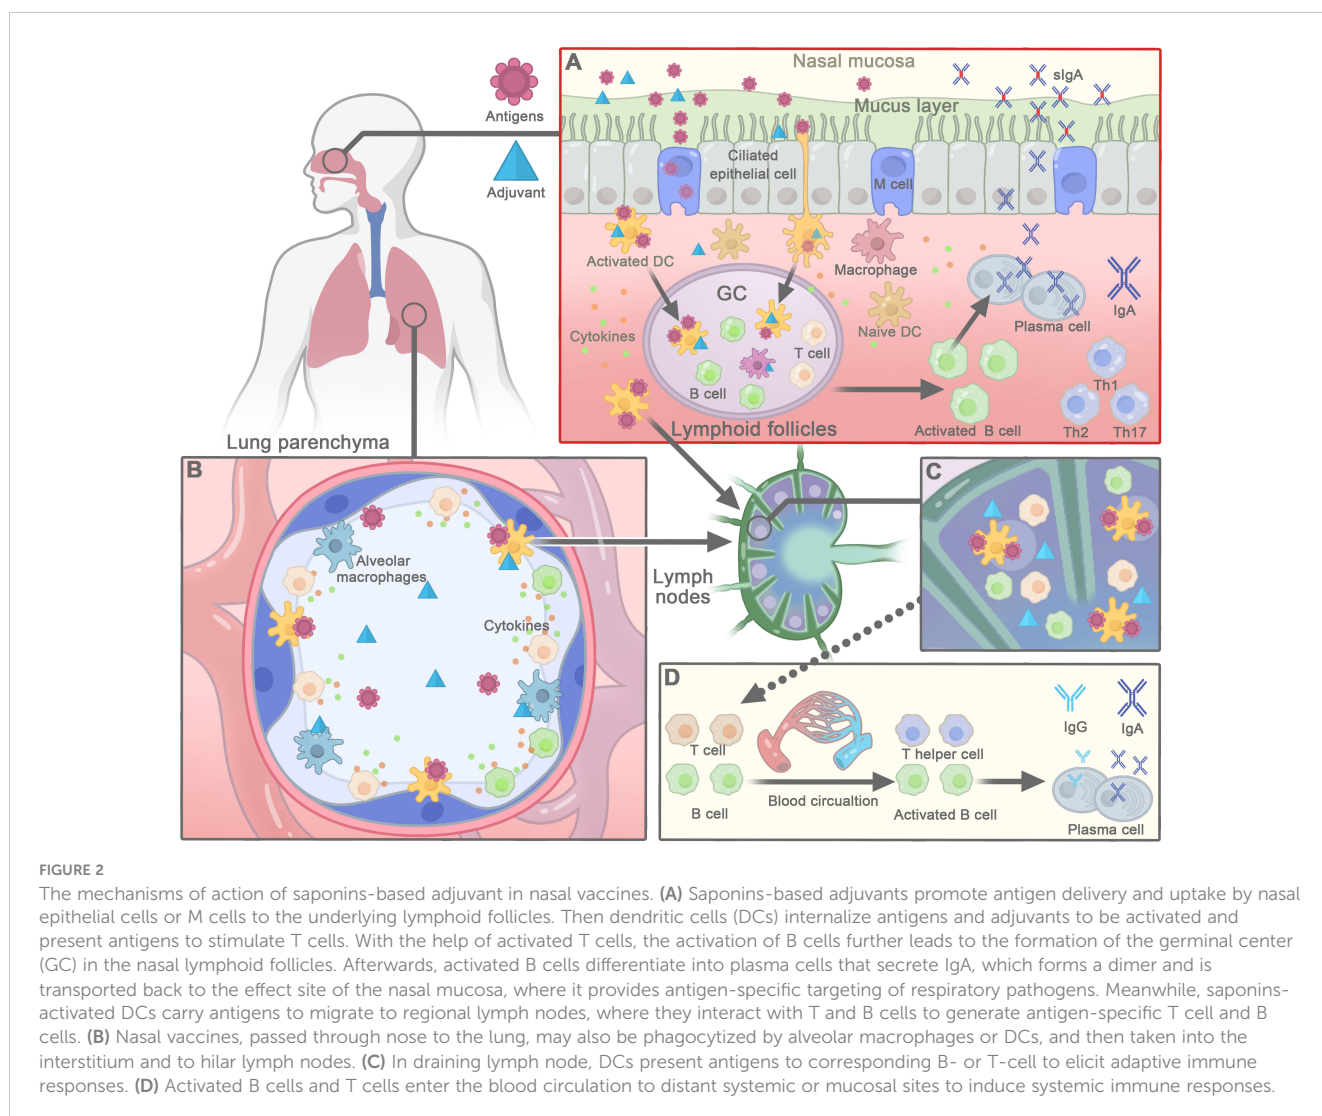 A
Nasal mucosa
sIgA
Antigens
Mucus layer
Adjuvant
Ciliated
epithelial cell
M cell
Activated DC
Macrophage
GC
IgA
Cytokines
Naive DC
Plasma cell
T cell
B cell
Th1
Lymphoid follicles
Activated B cell
Th2
Th17
Lung parenchyma
B
Alveolar
macrophages
Cytokines
Lymph
nodes
C
D
IgG
IgA
T cell
T helper cell
Blood circualtion
B cell
Activated B cell
Plasma cell
FIGURE 2
The mechanisms of action of saponins-based adjuvant in nasal vaccines. (A) Saponins-based adjuvants promote antigen delivery and uptake by nasal
epithelial cells or M cells to the underlying lymphoid follicles. Then dendritic cells (DCs) internalize antigens and adjuvants to be activated and
present antigens to stimulate T cells. With the help of activated T cells, the activation of B cells further leads to the formation of the germinal center
(GC) in the nasal lymphoid follicles. Afterwards, activated B cells differentiate into plasma cells that secrete IgA, which forms a dimer and is
transported back to the effect site of the nasal mucosa, where it provides antigen-specific targeting of respiratory pathogens. Meanwhile, saponins-
activated DCs carry antigens to migrate to regional lymph nodes, where they interact with T and B cells to generate antigen-specific T cell and B
cells. (B) Nasal vaccines, passed through nose to the lung, may also be phagocytized by alveolar macrophages or DCs, and then taken into the
interstitium and to hilar lymph nodes. (C) In draining lymph node, DCs present antigens to corresponding B- or T-cell to elicit adaptive immune
responses. (D) Activated B cells and T cells enter the blood circulation to distant systemic or mucosal sites to induce systemic immune responses.